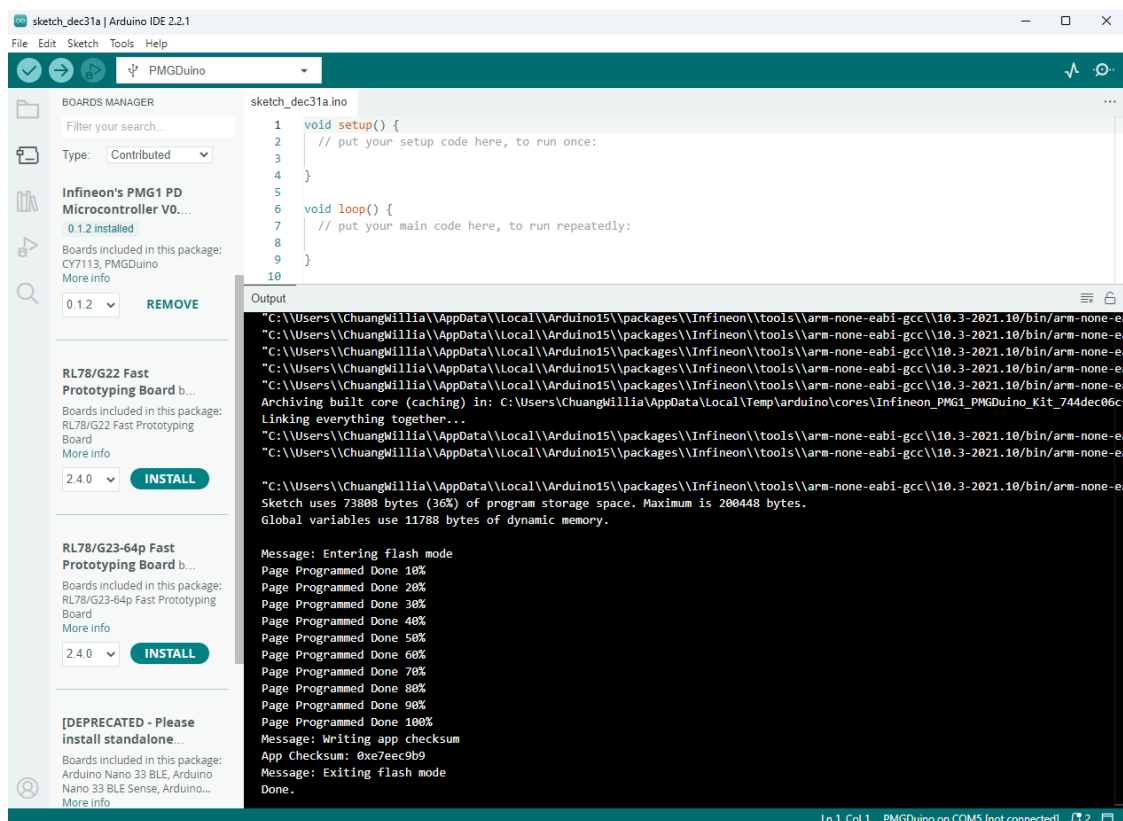 sketch_dec31a | Arduino IDE 2.2.1
File Edit Sketch Tools Help
PMGDuino
BOARDS MANAGER
Filter your search...
Type: Contributed
Infineon's PMG1 PD
Microcontroller V0....
0.1.2 installed
Boards included in this package:
CY7113, PMGDuino
More info
0.1.2 REMOVE
RL78/G22 Fast
Prototyping Board b...
Boards included in this package:
RL78/G22 Fast Prototyping
Board
More info
2.4.0 INSTALL
RL78/G23-64p Fast
Prototyping Board b...
Boards included in this package:
RL78/G23-64p Fast Prototyping
Board
More info
2.4.0 INSTALL
[DEPRECATED - Please
install standalone...
Boards included in this package:
Arduino Nano 33 BLE, Arduino
Nano 33 BLE Sense, Arduino...
More info
sketch_dec31a.ino
1 void setup() {
2 // put your setup code here, to run once:
3
4 }
5
6 void loop() {
7 // put your main code here, to run repeatedly:
8
9 }
10
Output
"C:\\Users\\ChuangWillia\\AppData\\Local\\Arduino15\\packages\\Infineon\\tools\\arm-none-eabi-gcc\\10.3-2021.10/bin/arm-none-e
"C:\\Users\\ChuangWillia\\AppData\\Local\\Arduino15\\packages\\Infineon\\tools\\arm-none-eabi-gcc\\10.3-2021.10/bin/arm-none-e
"C:\\Users\\ChuangWillia\\AppData\\Local\\Arduino15\\packages\\Infineon\\tools\\arm-none-eabi-gcc\\10.3-2021.10/bin/arm-none-e
"C:\\Users\\ChuangWillia\\AppData\\Local\\Arduino15\\packages\\Infineon\\tools\\arm-none-eabi-gcc\\10.3-2021.10/bin/arm-none-e
"C:\\Users\\ChuangWillia\\AppData\\Local\\Arduino15\\packages\\Infineon\\tools\\arm-none-eabi-gcc\\10.3-2021.10/bin/arm-none-e
Archiving built core (caching) in: C:\Users\ChuangWillia\AppData\Local\Temp\arduino\cores\Infineon_PMG1_PMGDuino_Kit_744dec06c
Linking everything together...
"C:\\Users\\ChuangWillia\\AppData\\Local\\Arduino15\\packages\\Infineon\\tools\\arm-none-eabi-gcc\\10.3-2021.10/bin/arm-none-e
"C:\\Users\\ChuangWillia\\AppData\\Local\\Arduino15\\packages\\Infineon\\tools\\arm-none-eabi-gcc\\10.3-2021.10/bin/arm-none-e
"C:\\Users\\ChuangWillia\\AppData\\Local\\Arduino15\\packages\\Infineon\\tools\\arm-none-eabi-gcc\\10.3-2021.10/bin/arm-none-e
Sketch uses 73808 bytes (36%) of program storage space. Maximum is 200448 bytes.
Global variables use 11788 bytes of dynamic memory.
Message: Entering flash mode
Page Programmed Done 10%
Page Programmed Done 20%
Page Programmed Done 30%
Page Programmed Done 40%
Page Programmed Done 50%
Page Programmed Done 60%
Page Programmed Done 70%
Page Programmed Done 80%
Page Programmed Done 90%
Page Programmed Done 100%
Message: Writing app checksum
App Checksum: 0xe7eec9b9
Message: Exiting flash mode
Done.
Ln 1, Col 1 PMGDuino on COM5 [not connected] 2